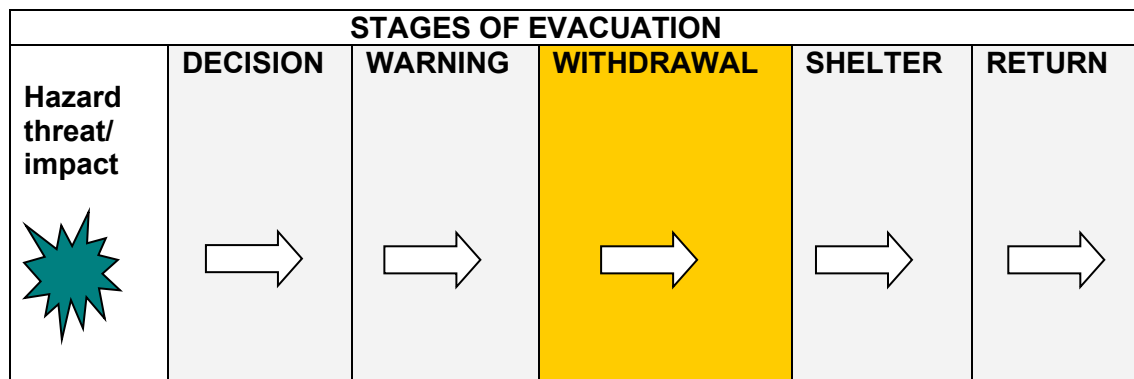 STAGES OF EVACUATION
Hazard
threat/
impact
DECISION
WARNING
WITHDRAWAL
SHELTER
RETURN